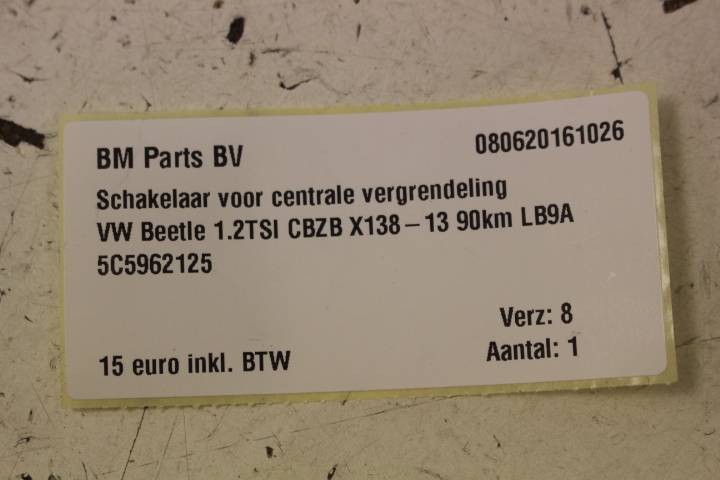 BM Parts BV
080620161026
Schakelaar voor centrale vergrendeling
VW Beetle 1.2TSI CBZB X138-13 90km LB9A
5C5962125
Verz: 8
15 euro inkl. BTW
Aantal: 1